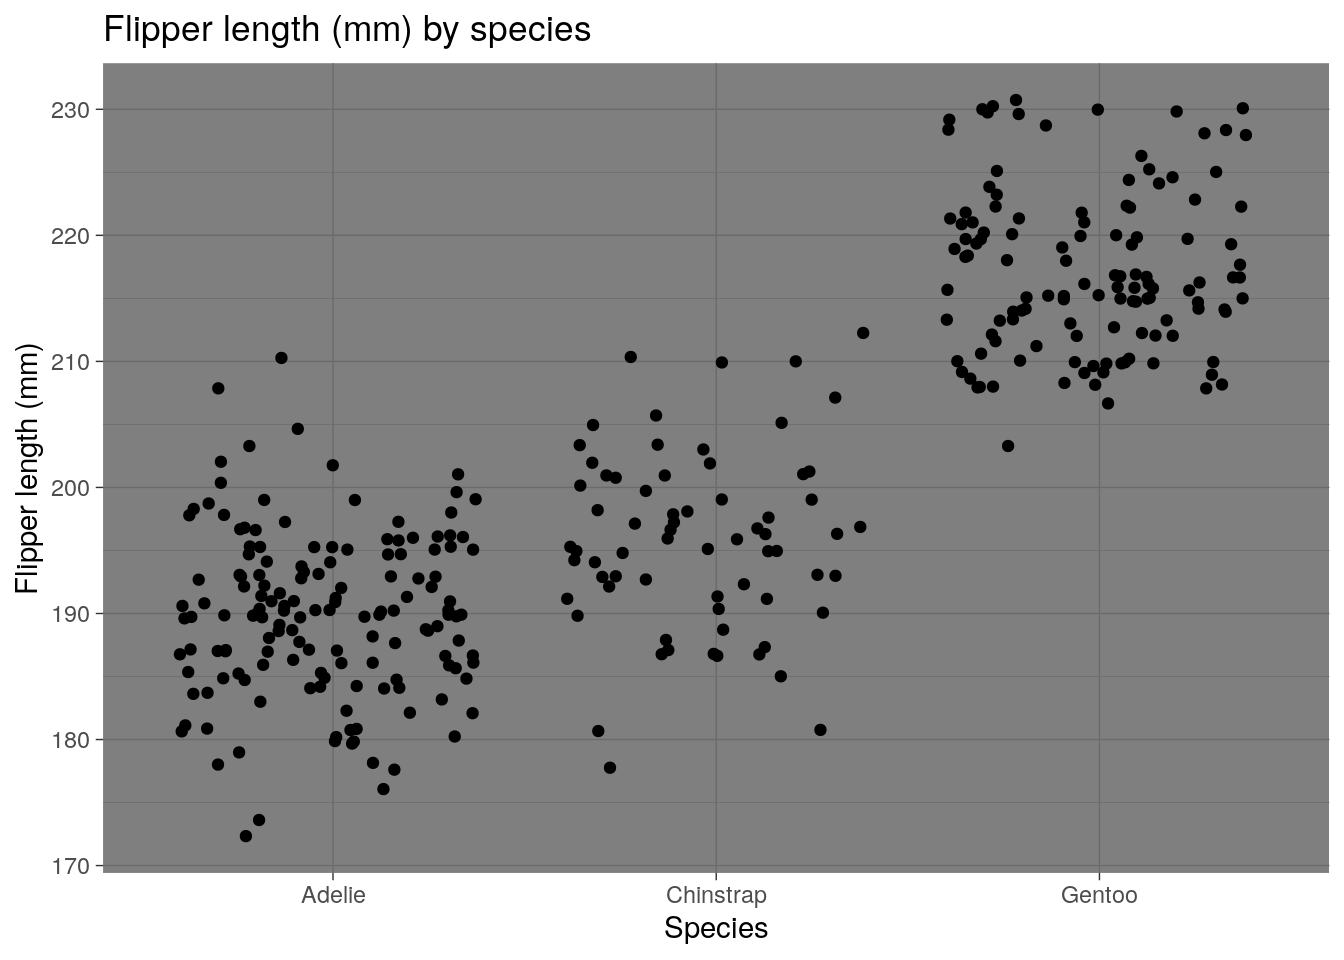 Flipper length (mm) by species
Flipper length (mm)
230
220
210
200
190
180
170
Adelie
Chinstrap
Gentoo
Species